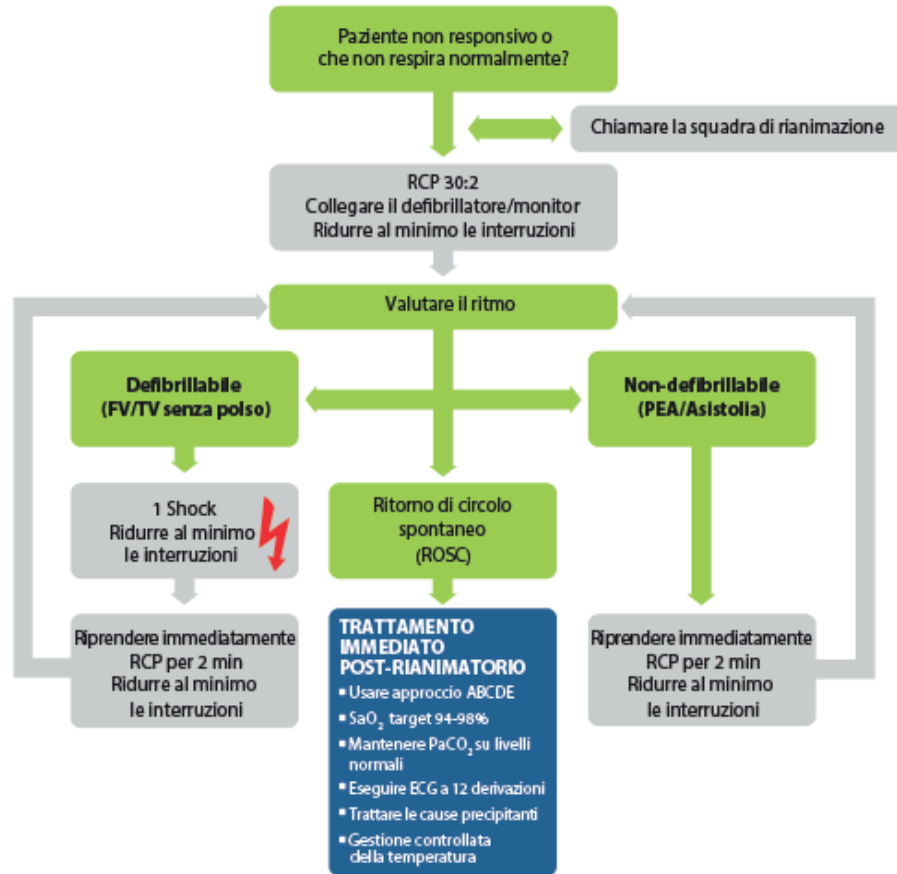 Paziente non responsivo o
che non respira normalmente?
Chiamare la squadra di rianimazione
RCP 30:2
Collegare il defibrillatore/monitor
Ridurre al minimo le interruzioni
Valutare il ritmo
Defibrillabile
(FV/TV senza polso)
Non-defibrillabile
(PEA/Asistolia)
1 Shock
Ridurre al minimo
le interruzioni
Ritorno di circolo
spontaneo
(ROSC)
Riprendere immediatamente
RCP per 2 min
Ridurre al minimo
le interruzioni
TRATTAMENTO
IMMEDIATO
POST-RIANIMATORIO
▪ Usare approccio ABCDE
▪ SaO₂ target 94-98%
▪ Mantenere PaCO₂ su livelli
normali
▪ Eseguire ECG a 12 derivazioni
▪ Trattare le cause precipitanti
▪ Gestione controllata
della temperatura
Riprendere immediatamente
RCP per 2 min
Ridurre al minimo
le interruzioni